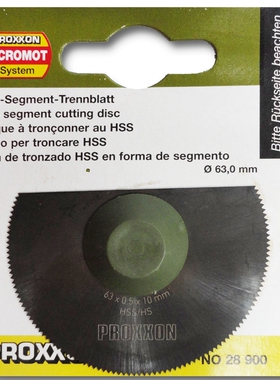 PROXXON
CROMOT
System
-Segment-Trennblatt
segment cutting disc
que à tronçonner au HSS
o per troncare HSS
a de tronzado HSS en forma de segmento
Ø 63,0 mm
Bitte Rückseite beachten
63 x 0,5 x 10 mm
HSS/HS
PROXXON
ROXX
NO 28 900